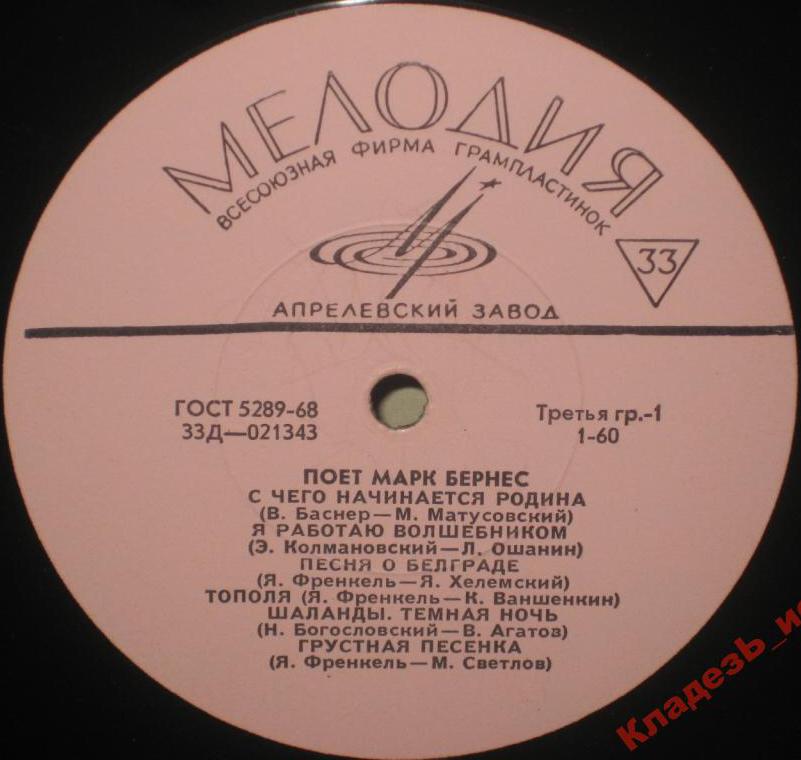 МЕЛОДИЯ
ВСЕСОЮЗНАЯ ФИРМА ГРАМПЛАСТИНОК
33
АПРЕЛЕВСКИЙ ЗАВОД
ГОСТ 5289-68
33Д—021343
Третья гр.-1
1-60
ПОЕТ МАРК БЕРНЕС
С ЧЕГО НАЧИНАЕТСЯ РОДИНА
(В. Баснер—М. Матусовский)
Я РАБОТАЮ ВОЛШЕБНИКОМ
(Э. Колмановский—Л. Ошанин)
ПЕСНЯ О БЕЛГРАДЕ
(Я. Френкель—Я. Хелемский)
ТОПОЛЯ (Я. Френкель—К. Ваншенкин)
ШАЛАНДЫ. ТЕМНАЯ НОЧЬ
(Н. Богословский—В. Агатов)
ГРУСТНАЯ ПЕСЕНКА
(Я. Френкель—М. Светлов)